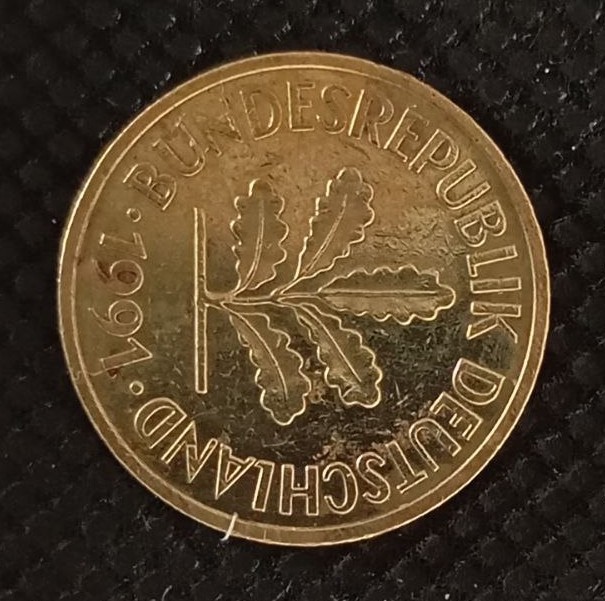 BUNDESREPUBLIK DEUTSCHLAND
· 1991 ·